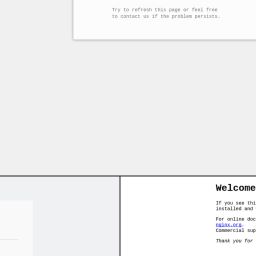 Try to refresh this page or feel free
to contact us if the problem persists.
Welcome
If you see thi
installed and
For online doc
nginx.org.
Commercial sup
Thank you for